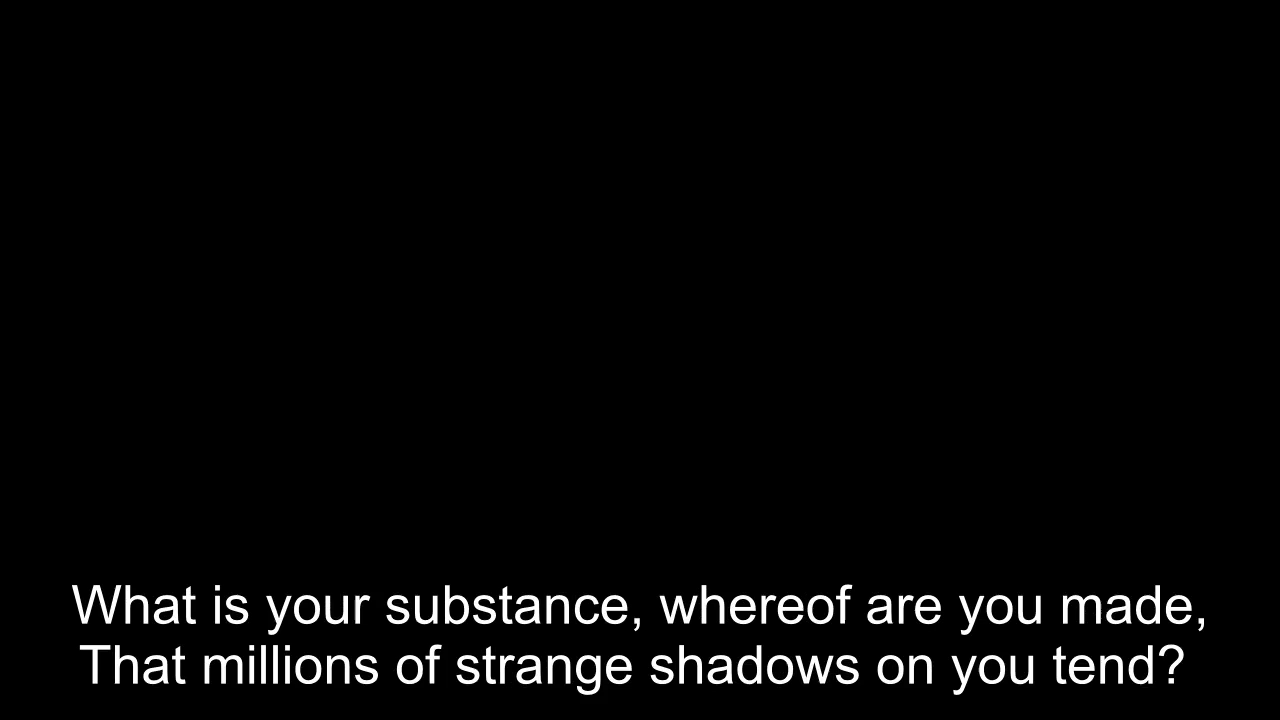 What is your substance, whereof are you made,
That millions of strange shadows on you tend?